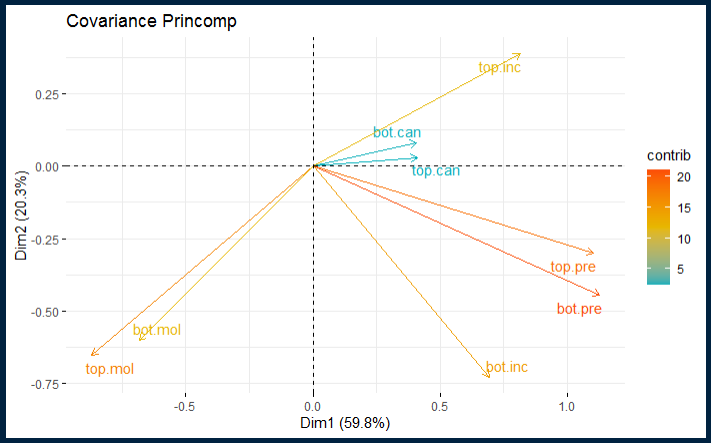 Covariance Princomp
top.inc
0.25
bot.can
contrib
0.00
top.can
20
15
10
5
Dim2 (20.3%)
-0.25
top.pre
bot.pre
-0.50
bot.mol
top.mol
bot.inc
-0.75
-0.5
0.0
0.5
1.0
Dim1 (59.8%)